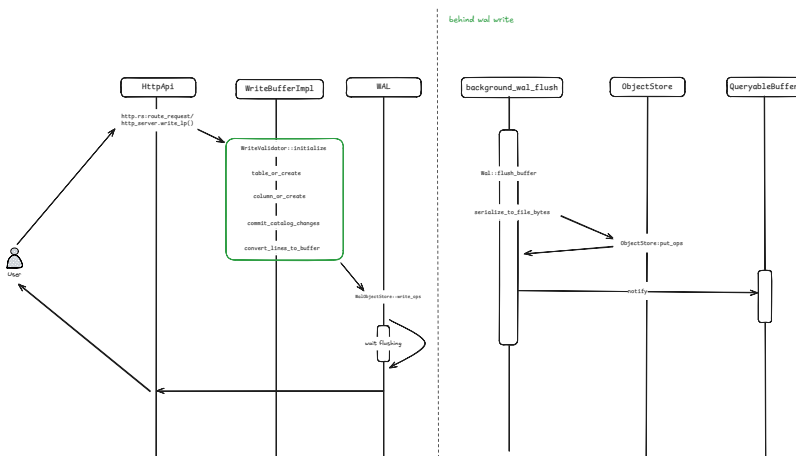 behind wal write
HttpApi
WriteBufferImpl
WAL
background_wal_flush
ObjectStore
QueryableBuffer
http.rs:route_request/
http_server.write_lp()
WriteValidator::initialize
table_or_create
column_or_create
commit_catalog_changes
convert_lines_to_buffer
WalObjectStore::write_ops
wait flushing
User
Wal::flush_buffer
serialize_to_file_bytes
ObjectStore:put_ops
notify